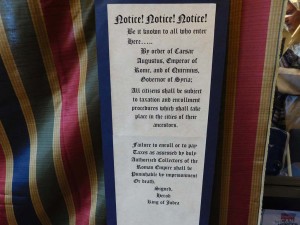 Notice! Notice! Notice!
Be it known to all who enter
Here.....
By order of Caesar
Augustus, Emperor of
Rome, and of Quirinus,
Governor of Syria;
All citizens shall be subject
to taxation and enrollment
procedures which shall take
place in the cities of their
ancestors.
Failure to enroll or to pay
Taxes as assessed by duly
Authorized Collectors of the
Roman Empire shall be
Punishable by imprisonment
Or death.
Signed,
Herod
King of Judea